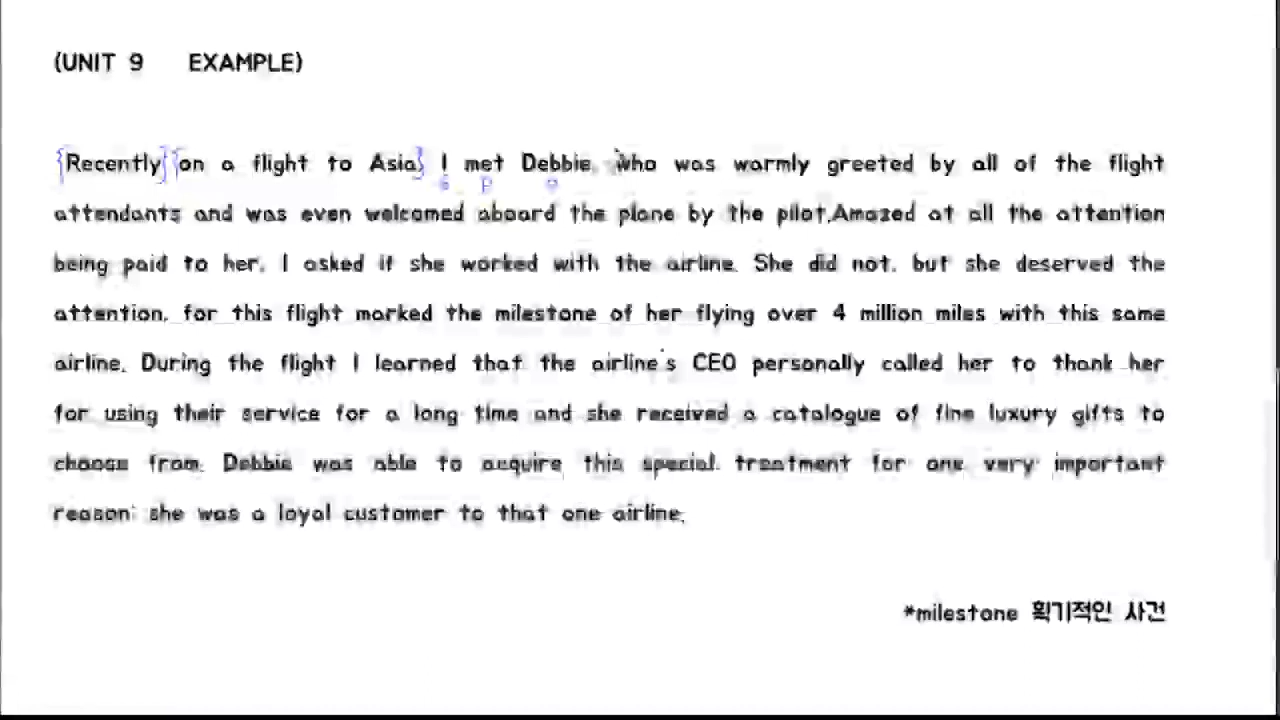 (UNIT 9 EXAMPLE)
{Recently} {on a flight to Asia} I met Debbie, who was warmly greeted by all of the flight
s p o
attendants and was even welcomed aboard the plane by the pilot.Amazed at all the attention
being paid to her, I asked if she worked with the airline. She did not, but she deserved the
attention, for this flight marked the milestone of her flying over 4 million miles with this same
airline. During the flight I learned that the airline's CEO personally called her to thank her
for using their service for a long time and she received a catalogue of fine luxury gifts to
choose from. Debbie was able to acquire this special treatment for one very important
reason: she was a loyal customer to that one airline.
*milestone 획기적인 사건